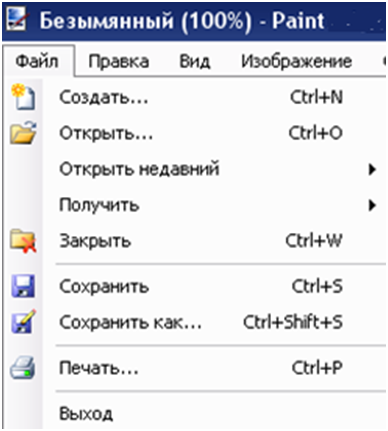 Безымянный (100%) - Paint
Файл Правка Вид Изображение
Создать... Ctrl+N
Открыть... Ctrl+O
Открыть недавний
Получить
Закрыть Ctrl+W
Сохранить Ctrl+S
Сохранить как... Ctrl+Shift+S
Печать... Ctrl+P
Выход